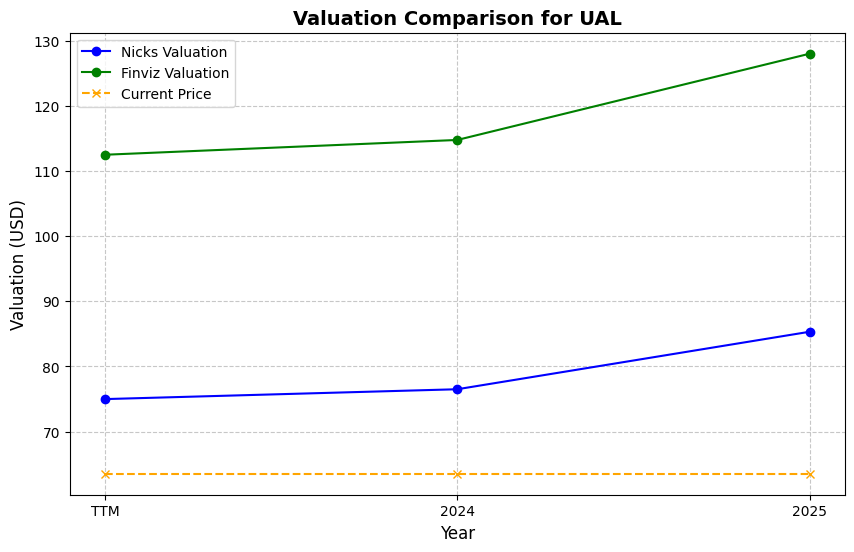 Valuation Comparison for UAL
Nicks Valuation
Finviz Valuation
Current Price
130
120
110
100
90
80
70
Valuation (USD)
TTM
2024
2025
Year